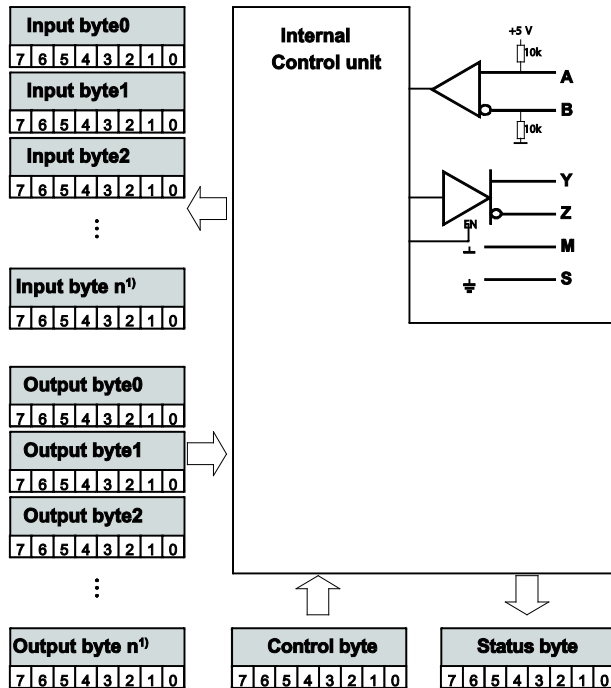 Input byte0
7 6 5 4 3 2 1 0
Input byte1
7 6 5 4 3 2 1 0
Input byte2
7 6 5 4 3 2 1 0
Input byte n1)
7 6 5 4 3 2 1 0
Output byte0
7 6 5 4 3 2 1 0
Output byte1
7 6 5 4 3 2 1 0
Output byte2
7 6 5 4 3 2 1 0
Output byte n1)
7 6 5 4 3 2 1 0
Internal
Control unit
+5 V
10k
A
B
10k
Y
Z
EN
M
S
Control byte
7 6 5 4 3 2 1 0
Status byte
7 6 5 4 3 2 1 0